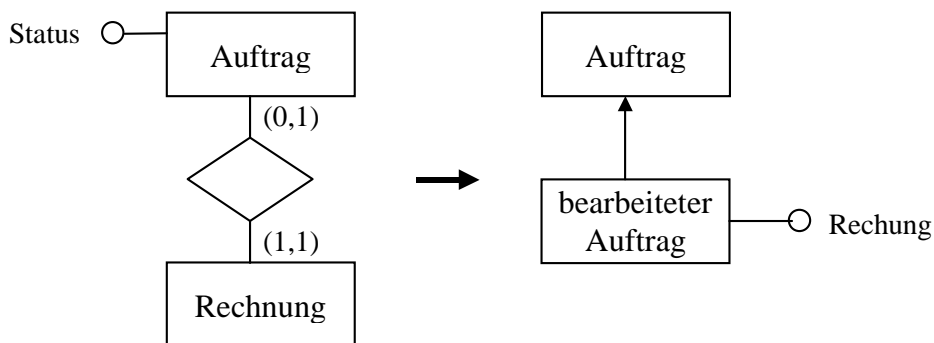 Status
Auftrag
(0,1)
(1,1)
Rechnung
Auftrag
bearbeiteter
Auftrag
Rechung